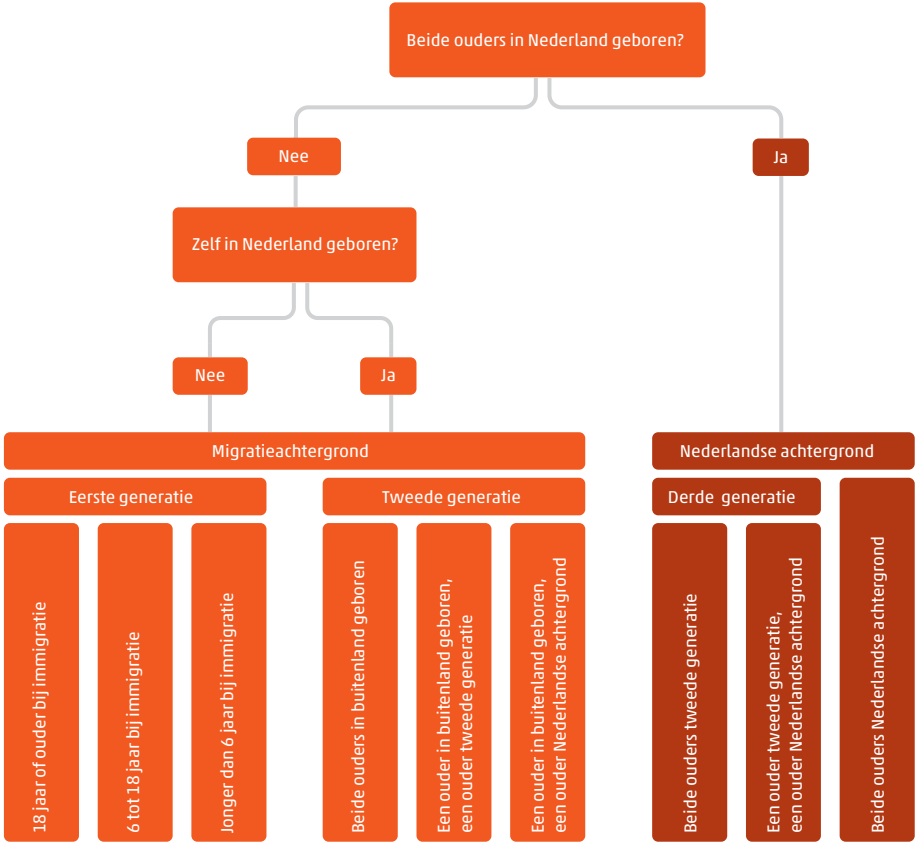 Beide ouders in Nederland geboren?
Nee
Ja
Zelf in Nederland geboren?
Nee
Ja
Migratieachtergrond
Nederlandse achtergrond
Eerste generatie
Tweede generatie
Derde generatie
18 jaar of ouder bij immigratie
6 tot 18 jaar bij immigratie
Jonger dan 6 jaar bij immigratie
Beide ouders in buitenland geboren
Een ouder in buitenland geboren,
een ouder tweede generatie
Een ouder in buitenland geboren,
een ouder Nederlandse achtergrond
Beide ouders tweede generatie
Een ouder tweede generatie,
een ouder Nederlandse achtergrond
Beide ouders Nederlandse achtergrond